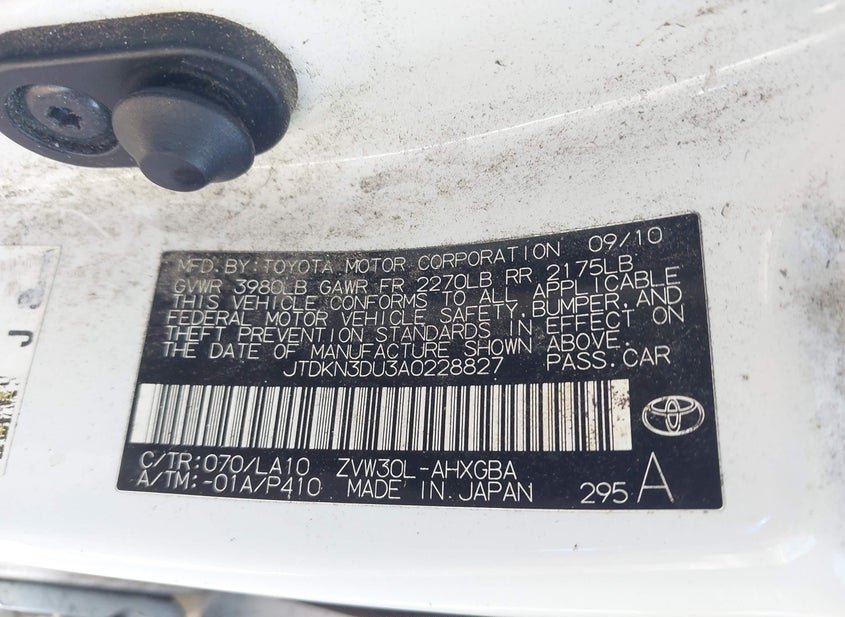 MFD.BY:TOYOTA MOTOR CORPORATION 09/10
GVWR 3980LB GAWR FR 2270LB RR 2175LB
THIS VEHICLE CONFORMS TO ALL APPLICABLE
FEDERAL MOTOR VEHICLE SAFETY,BUMPER,AND
THEFT PREVENTION STANDARDS IN EFFECT ON
THE DATE OF MANUFACTURE SHOWN ABOVE.
JTDKN3DU3A0228827 PASS.CAR
C/TR:070/LA10 ZVW30L-AHXGBA
A/TM:-01A/P410 MADE IN JAPAN 295 A
J